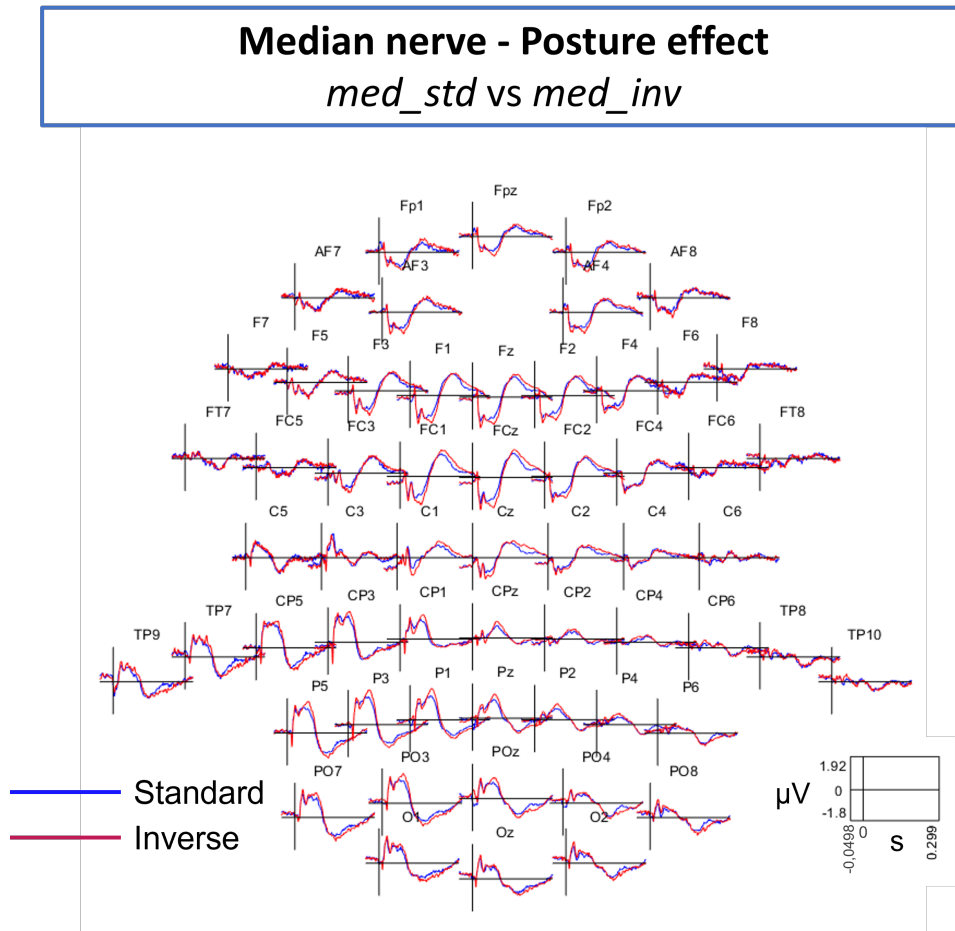 Median nerve - Posture effect
med_std vs med_inv
Fpz
Fp1 Fp2
AF7 AF8
AF3 AF4
F7 F8
F5 F6
F3 F1 Fz F2 F4
FT7 FT8
FC5 FC6
FC3 FC1 FCz FC2 FC4
C5 C3 C1 Cz C2 C4 C6
CP3 CP1 CPz CP2 CP4
CP5 CP6
TP7 TP8
TP9 TP10
P5 P3 P1 Pz P2 P4 P6
PO3 POz PO4
PO7 PO8
O1 O2
Oz
Standard
Inverse
µV
1.92
0
-1.8
-0,0498 0 s 0.299